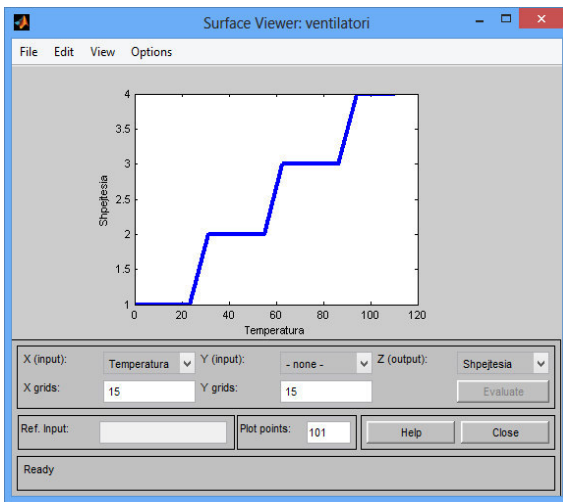 Surface Viewer: ventilatori
File Edit View Options
4
3.5
3
2.5
2
1.5
1
Shpejtesia
0 20 40 60 80 100 120
Temperatura
X (input): Temperatura Y (input): - none - Z (output): Shpejtesia
X grids: 15 Y grids: 15 Evaluate
Ref. Input: Plot points: 101 Help Close
Ready